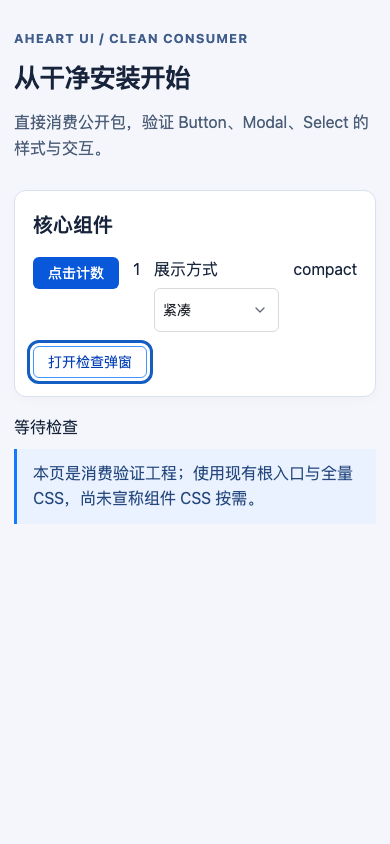 AHEART UI / CLEAN CONSUMER
从干净安装开始
直接消费公开包，验证 Button、Modal、Select 的
样式与交互。
核心组件
点击计数
1
展示方式
compact
紧凑
打开检查弹窗
等待检查
本页是消费验证工程；使用现有根入口与全量
CSS，尚未宣称组件 CSS 按需。